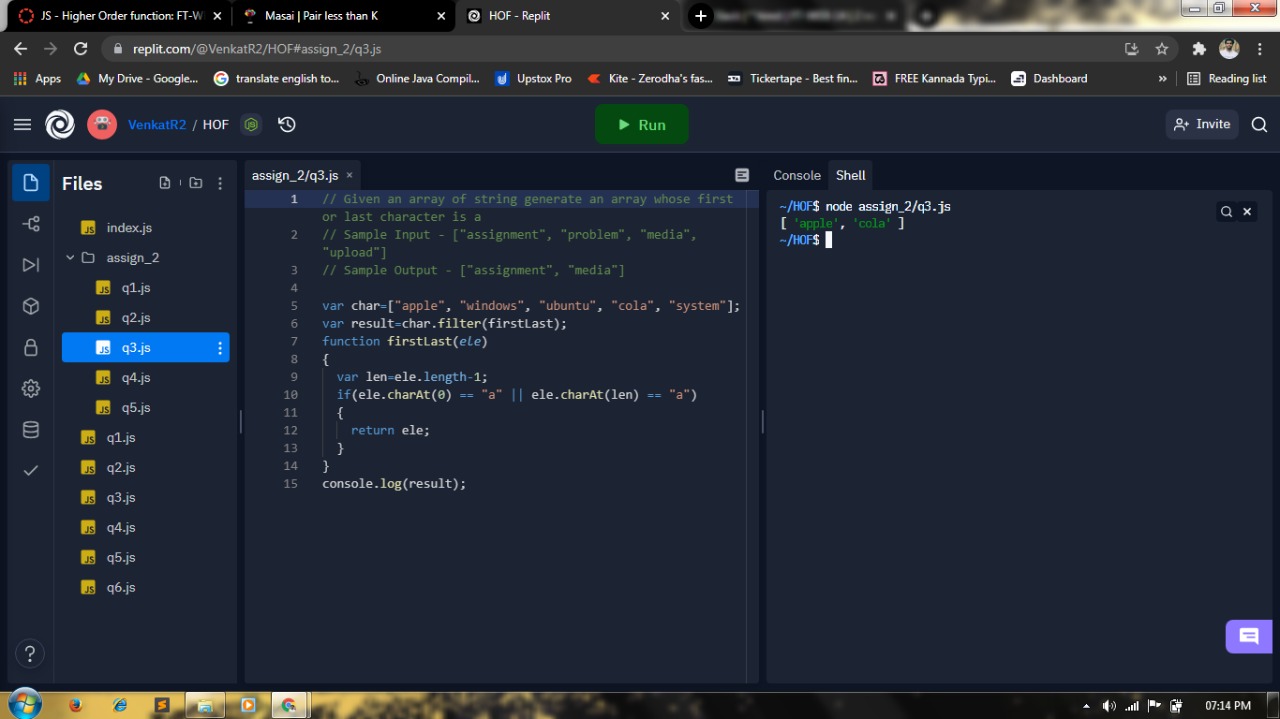 JS - Higher Order function: FT-W
Masai | Pair less than K
HOF - Replit
replit.com/@VenkatR2/HOF#assign_2/q3.js
Apps
My Drive - Google...
translate english to...
Online Java Compil...
Upstox Pro
Kite - Zerodha's fas...
Tickertape - Best fin...
FREE Kannada Typi...
Dashboard
»
Reading list
VenkatR2 / HOF
Run
Invite
Files
index.js
assign_2
q1.js
q2.js
q3.js
q4.js
q5.js
q1.js
q2.js
q3.js
q4.js
q5.js
q6.js
assign_2/q3.js
1 // Given an array of string generate an array whose first
or last character is a
2 // Sample Input - ["assignment", "problem", "media",
"upload"]
3 // Sample Output - ["assignment", "media"]
4
5 var char=["apple", "windows", "ubuntu", "cola", "system"];
6 var result=char.filter(firstLast);
7 function firstLast(ele)
8 {
9 var len=ele.length-1;
10 if(ele.charAt(0) == "a" || ele.charAt(len) == "a")
11 {
12 return ele;
13 }
14 }
15 console.log(result);
Console
Shell
~/HOF$ node assign_2/q3.js
[ 'apple', 'cola' ]
~/HOF$
?
07:14 PM